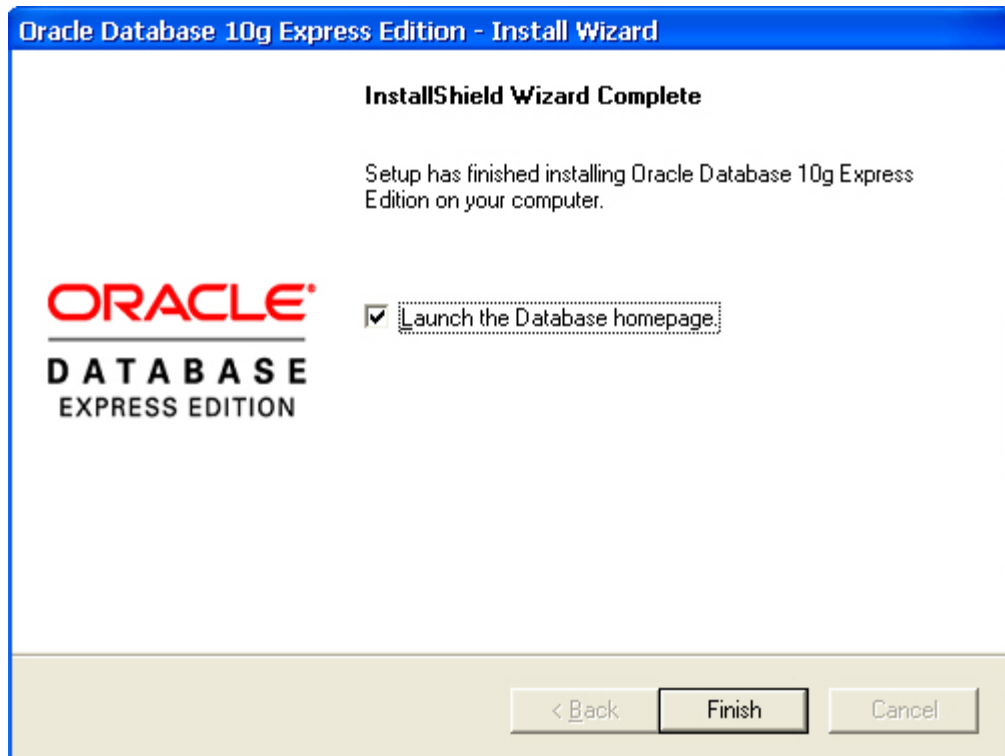 Oracle Database 10g Express Edition - Install Wizard
InstallShield Wizard Complete
Setup has finished installing Oracle Database 10g Express
Edition on your computer.
ORACLE®
DATABASE
EXPRESS EDITION
Launch the Database homepage.
< Back
Finish
Cancel